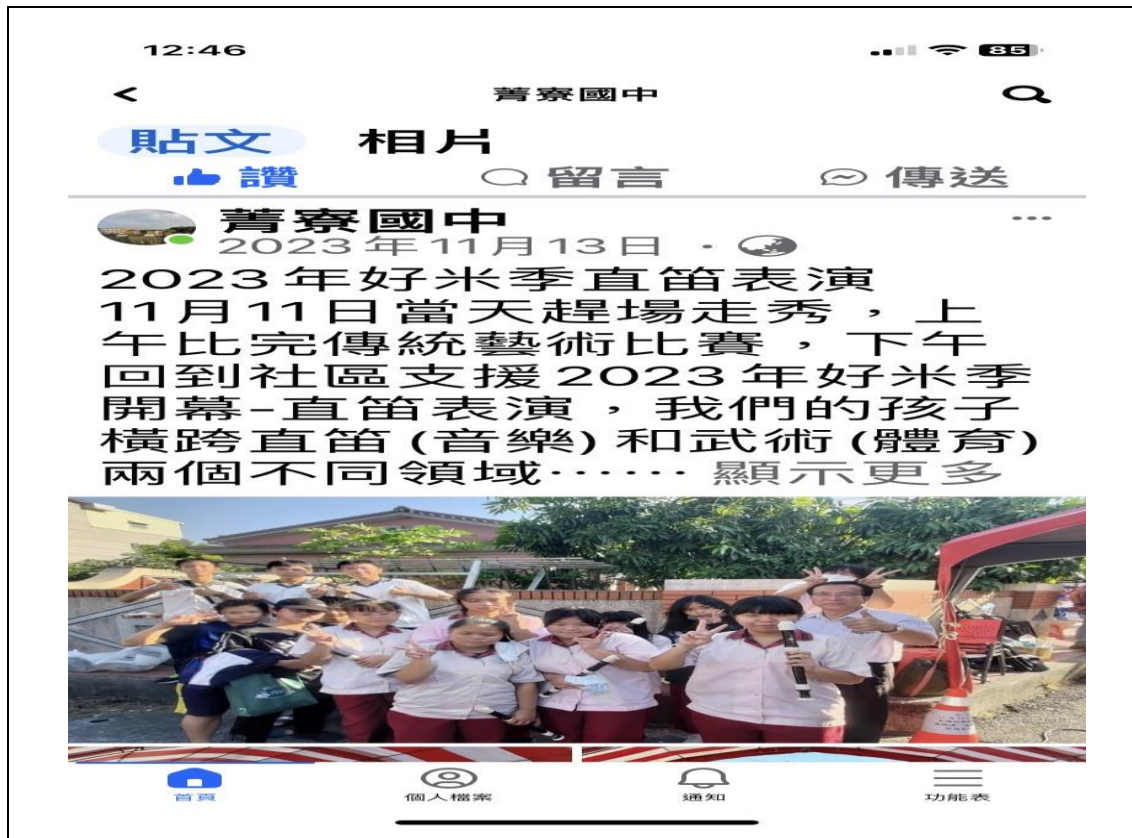 12:46
85
菁寮國中
貼文 相片
讚 留言 傳送
菁寮國中
2023年11月13日
2023年好米季直笛表演
11月11日當天趕場走秀，上
午比完傳統藝術比賽，下午
回到社區支援2023年好米季
開幕-直笛表演，我們的孩子
橫跨直笛(音樂)和武術(體育)
兩個不同領域⋯⋯ 顯示更多
首頁 個人檔案 通知 功能表